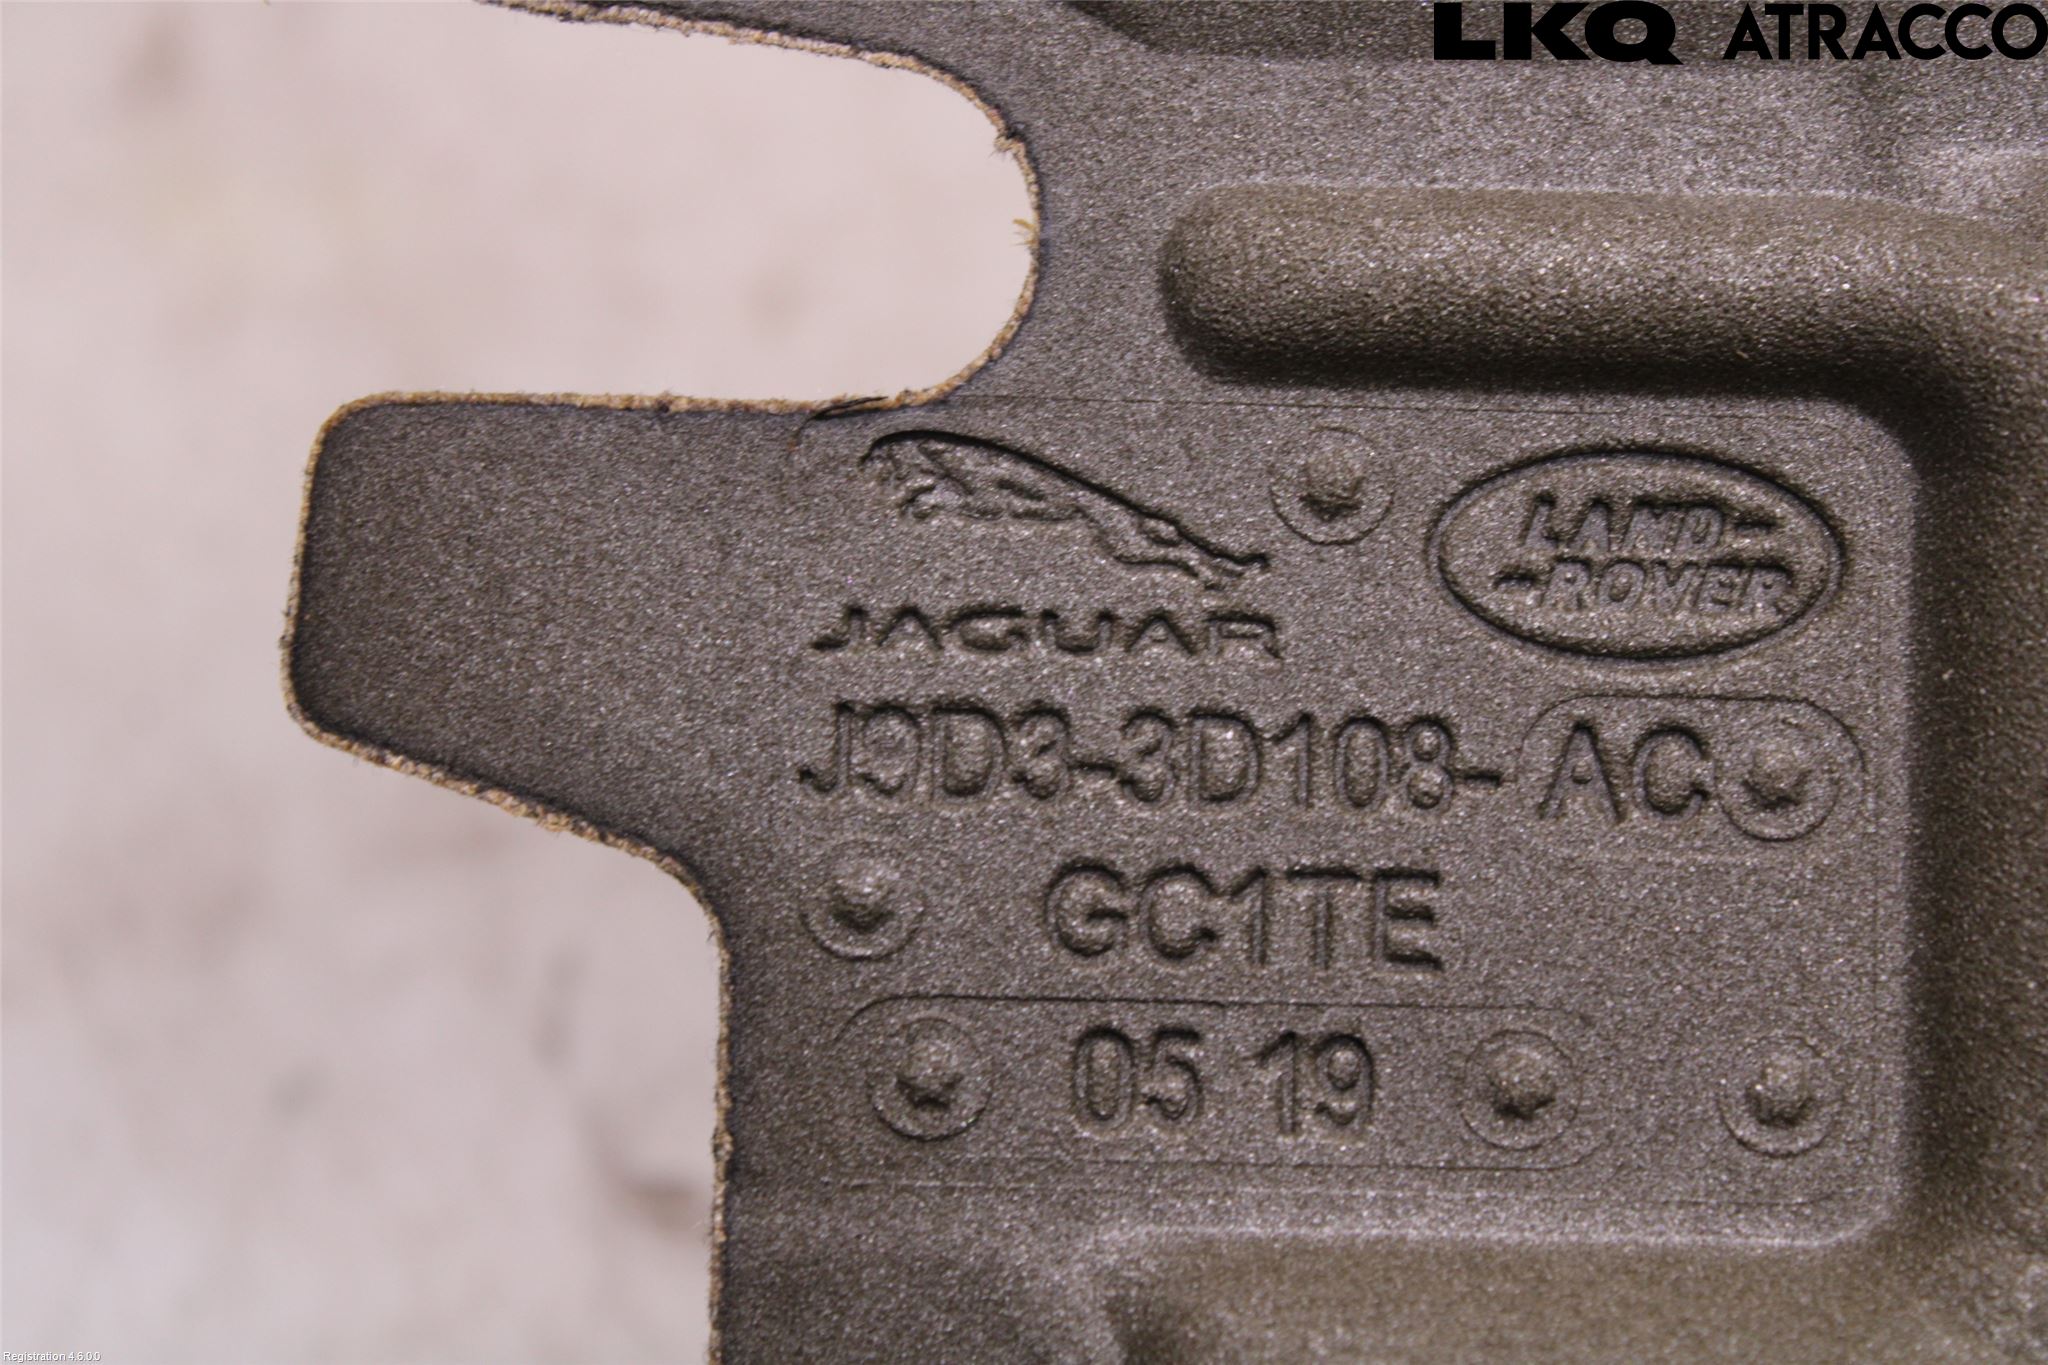 LKQ ATRACCO
LAND-
-ROVER
JAGUAR
J9D3-3D108-AC
GC1TE
05 19
Registration 4.6.0.0